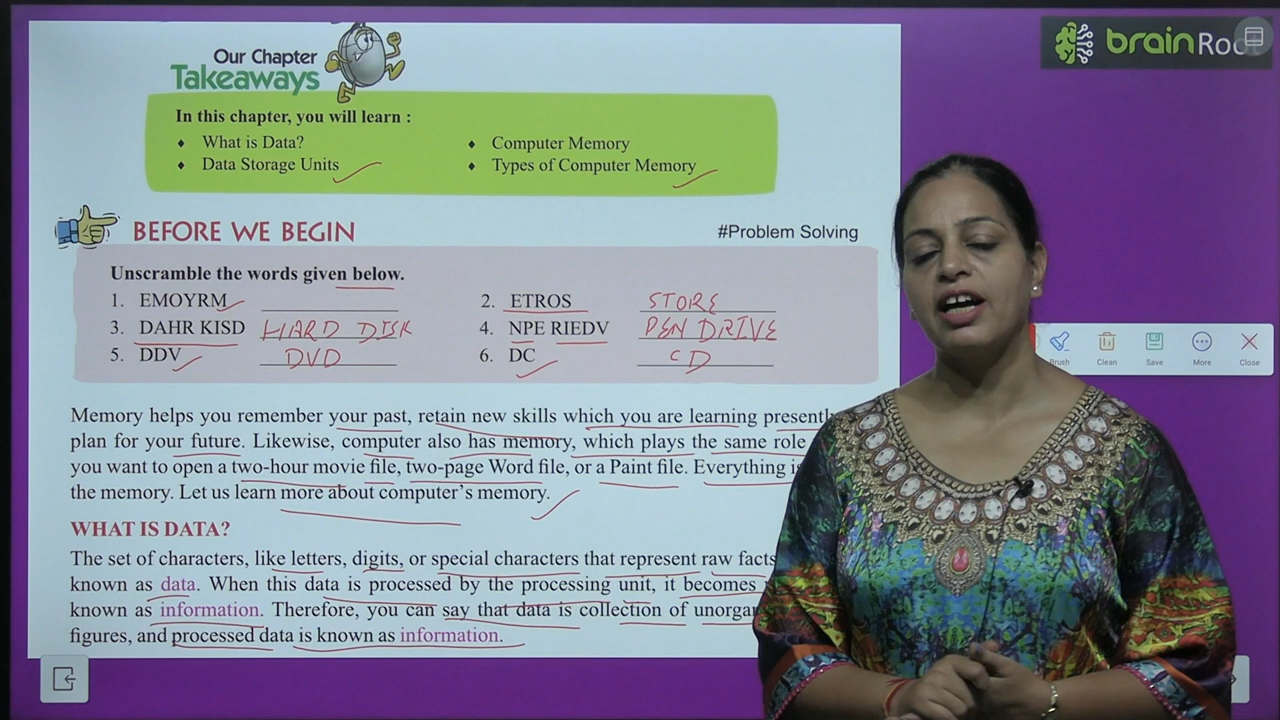 Our Chapter
Takeaways
brainRoo
In this chapter, you will learn :
♦ What is Data? ♦ Computer Memory
♦ Data Storage Units ♦ Types of Computer Memory
BEFORE WE BEGIN
#Problem Solving
Unscramble the words given below.
1. EMOYRM 2. ETROS STORE
3. DAHR KISD HARD DISK 4. NPE RIEDV PEN DRIVE
5. DDV DVD 6. DC CD
Brush Clean Save More Close
Memory helps you remember your past, retain new skills which you are learning
plan for your future. Likewise, computer also has memory, which plays the same role
you want to open a two-hour movie file, two-page Word file, or a Paint file. Everything
the memory. Let us learn more about computer's memory.
WHAT IS DATA?
The set of characters, like letters, digits, or special characters that represent raw facts
known as data. When this data is processed by the processing unit, it becomes
known as information. Therefore, you can say that data is collection of
figures, and processed data is known as information.